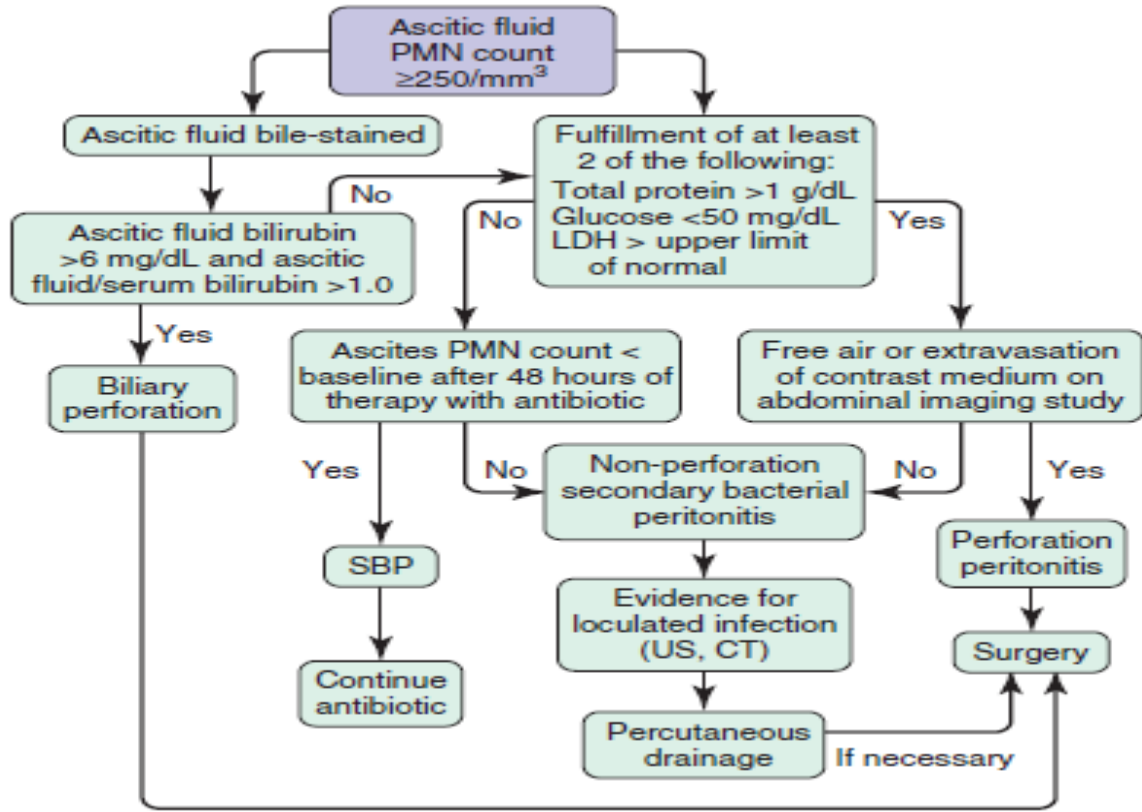 Ascitic fluid
PMN count
≥250/mm³
Ascitic fluid bile-stained
Fulfillment of at least
2 of the following:
Total protein >1 g/dL
Glucose <50 mg/dL
LDH > upper limit
of normal
No
No
Yes
Ascitic fluid bilirubin
>6 mg/dL and ascitic
fluid/serum bilirubin >1.0
Yes
Ascites PMN count <
baseline after 48 hours of
therapy with antibiotic
Free air or extravasation
of contrast medium on
abdominal imaging study
Biliary
perforation
Yes
No
Non-perforation
secondary bacterial
peritonitis
No
Yes
SBP
Perforation
peritonitis
Evidence for
loculated infection
(US, CT)
Surgery
Continue
antibiotic
Percutaneous
drainage
If necessary